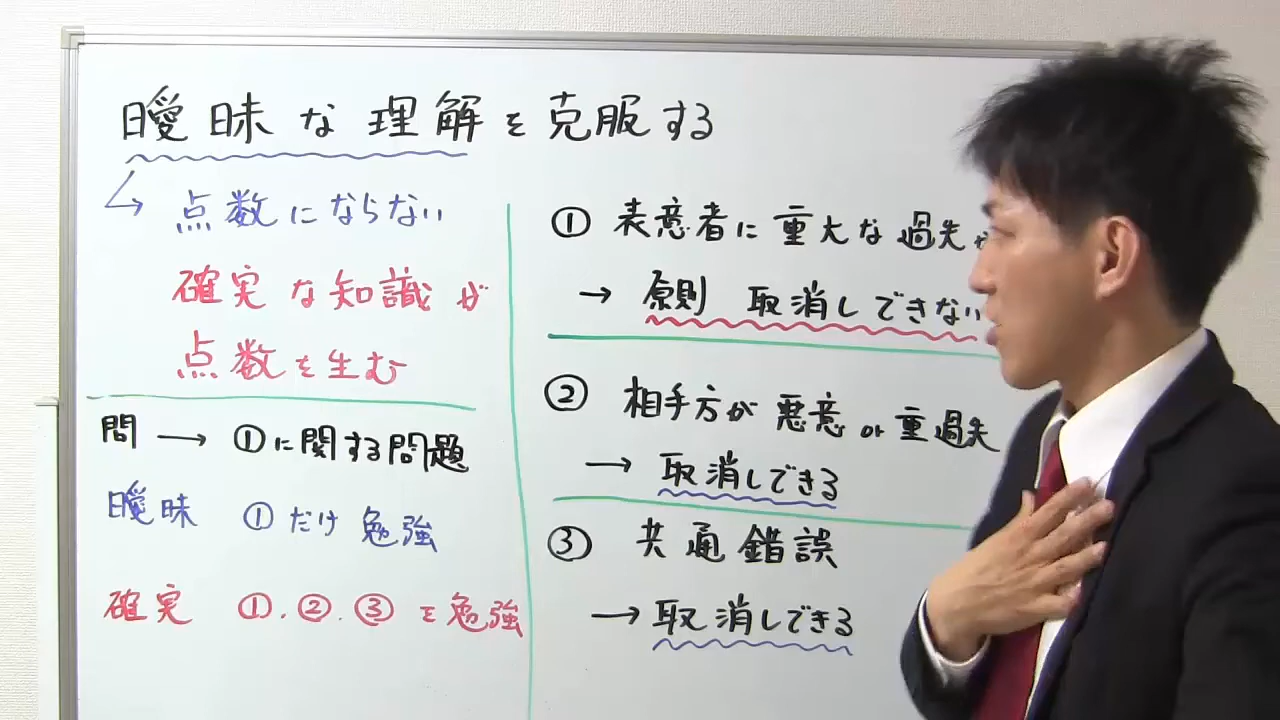 曖昧な理解を克服する
↳ 点数にならない
確実な知識が
点数を生む
問 → ①に関する問題
曖昧 ①だけ勉強
確実 ①.②.③を勉強
① 表意者に重大な過失
→ 原則 取消しできない
② 相手方が悪意or重過失
→ 取消しできる
③ 共通錯誤
→ 取消しできる